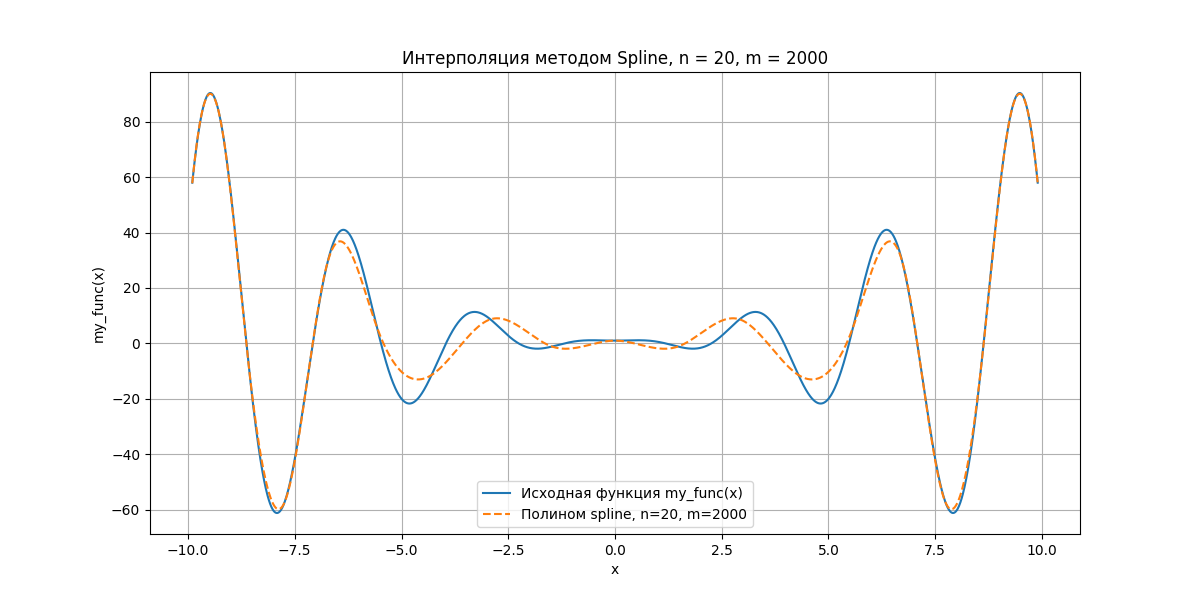 Интерполяция методом Spline, n = 20, m = 2000
my_func(x)
80
60
40
20
0
−20
−40
−60
Исходная функция my_func(x)
Полином spline, n=20, m=2000
−10.0 −7.5 −5.0 −2.5 0.0 2.5 5.0 7.5 10.0
x